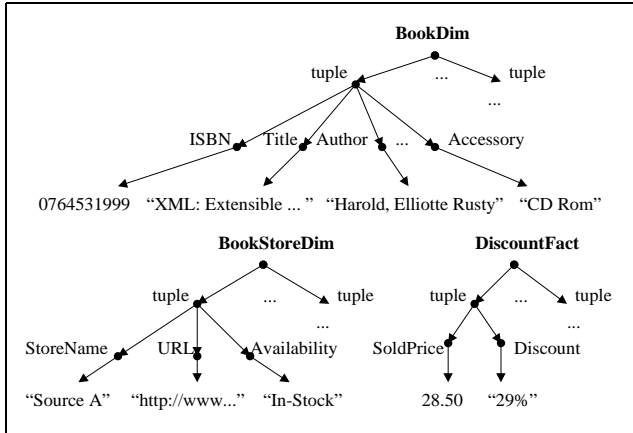 BookDim
tuple ... tuple
...
ISBN Title Author ... Accessory
0764531999 “XML: Extensible ... ” “Harold, Elliotte Rusty” “CD Rom”
BookStoreDim DiscountFact
tuple ... tuple tuple ... tuple
... ...
StoreName URL Availability SoldPrice Discount
“Source A” “http://www...” “In-Stock” 28.50 “29%”